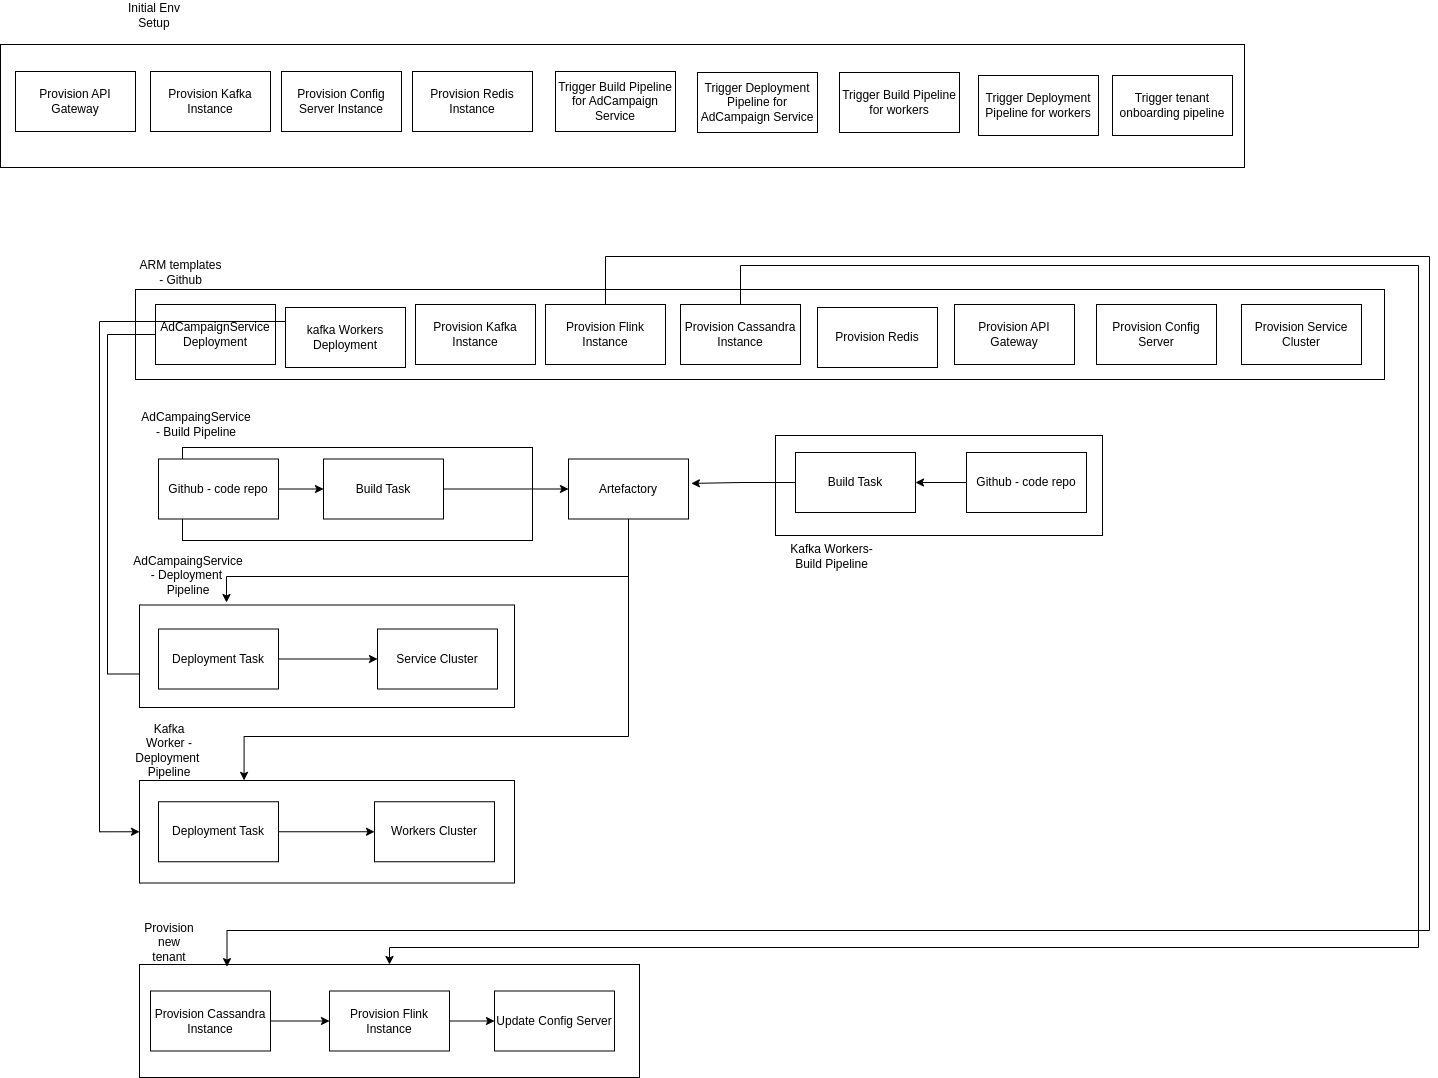 Initial Env
Setup
Provision API
Gateway
Provision Kafka
Instance
Provision Config
Server Instance
Provision Redis
Instance
Trigger Build Pipeline
for AdCampaign
Service
Trigger Deployment
Pipeline for
AdCampaign Service
Trigger Build Pipeline
for workers
Trigger Deployment
Pipeline for workers
Trigger tenant
onboarding pipeline
ARM templates
- Github
AdCampaignService
Deployment
kafka Workers
Deployment
Provision Kafka
Instance
Provision Flink
Instance
Provision Cassandra
Instance
Provision Redis
Provision API
Gateway
Provision Config
Server
Provision Service
Cluster
AdCampaingService
- Build Pipeline
Github - code repo
Build Task
Artefactory
Build Task
Github - code repo
Kafka Workers-
Build Pipeline
AdCampaingService
- Deployment
Pipeline
Deployment Task
Service Cluster
Kafka
Worker -
Deployment
Pipeline
Deployment Task
Workers Cluster
Provision
new
tenant
Provision Cassandra
Instance
Provision Flink
Instance
Update Config Server